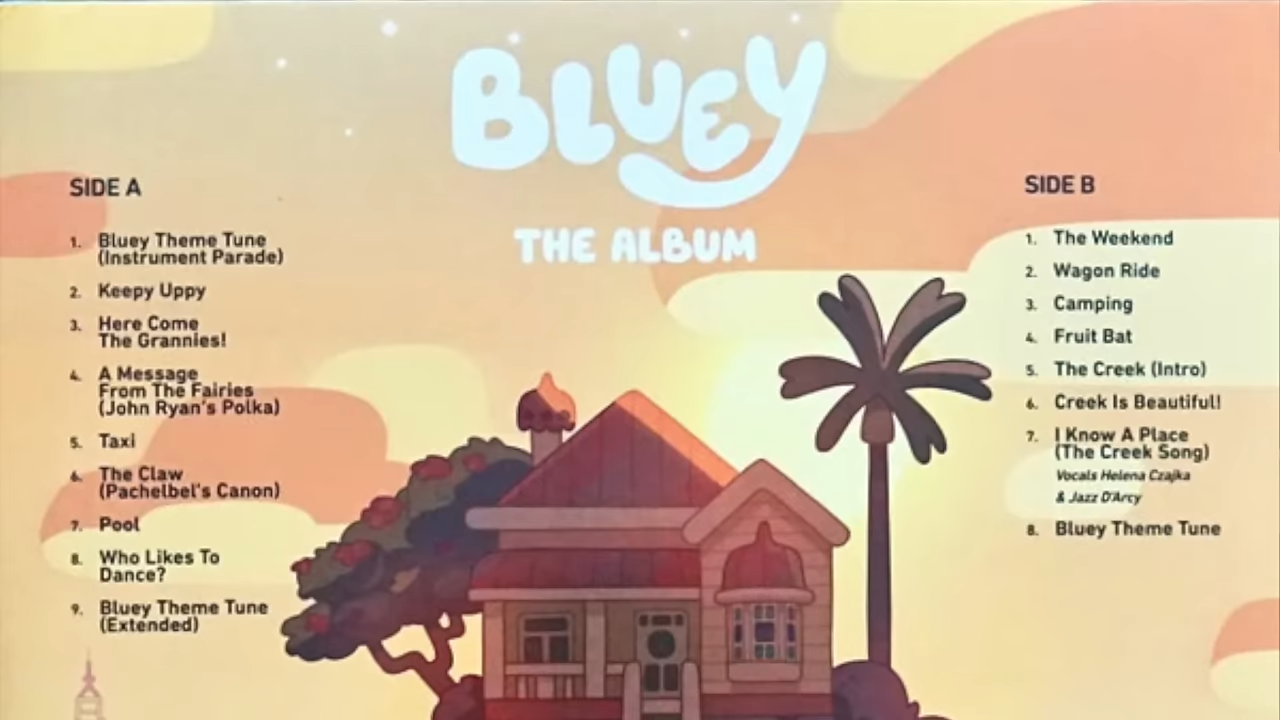 BLUEY
THE ALBUM
SIDE A
1. Bluey Theme Tune
(Instrument Parade)
2. Keepy Uppy
3. Here Come
The Grannies!
4. A Message
From The Fairies
(John Ryan's Polka)
5. Taxi
6. The Claw
(Pachelbel's Canon)
7. Pool
8. Who Likes To
Dance?
9. Bluey Theme Tune
(Extended)
SIDE B
1. The Weekend
2. Wagon Ride
3. Camping
4. Fruit Bat
5. The Creek (Intro)
6. Creek Is Beautiful!
7. I Know A Place
(The Creek Song)
Vocals Helena Czajka
& Jazz D'Arcy
8. Bluey Theme Tune